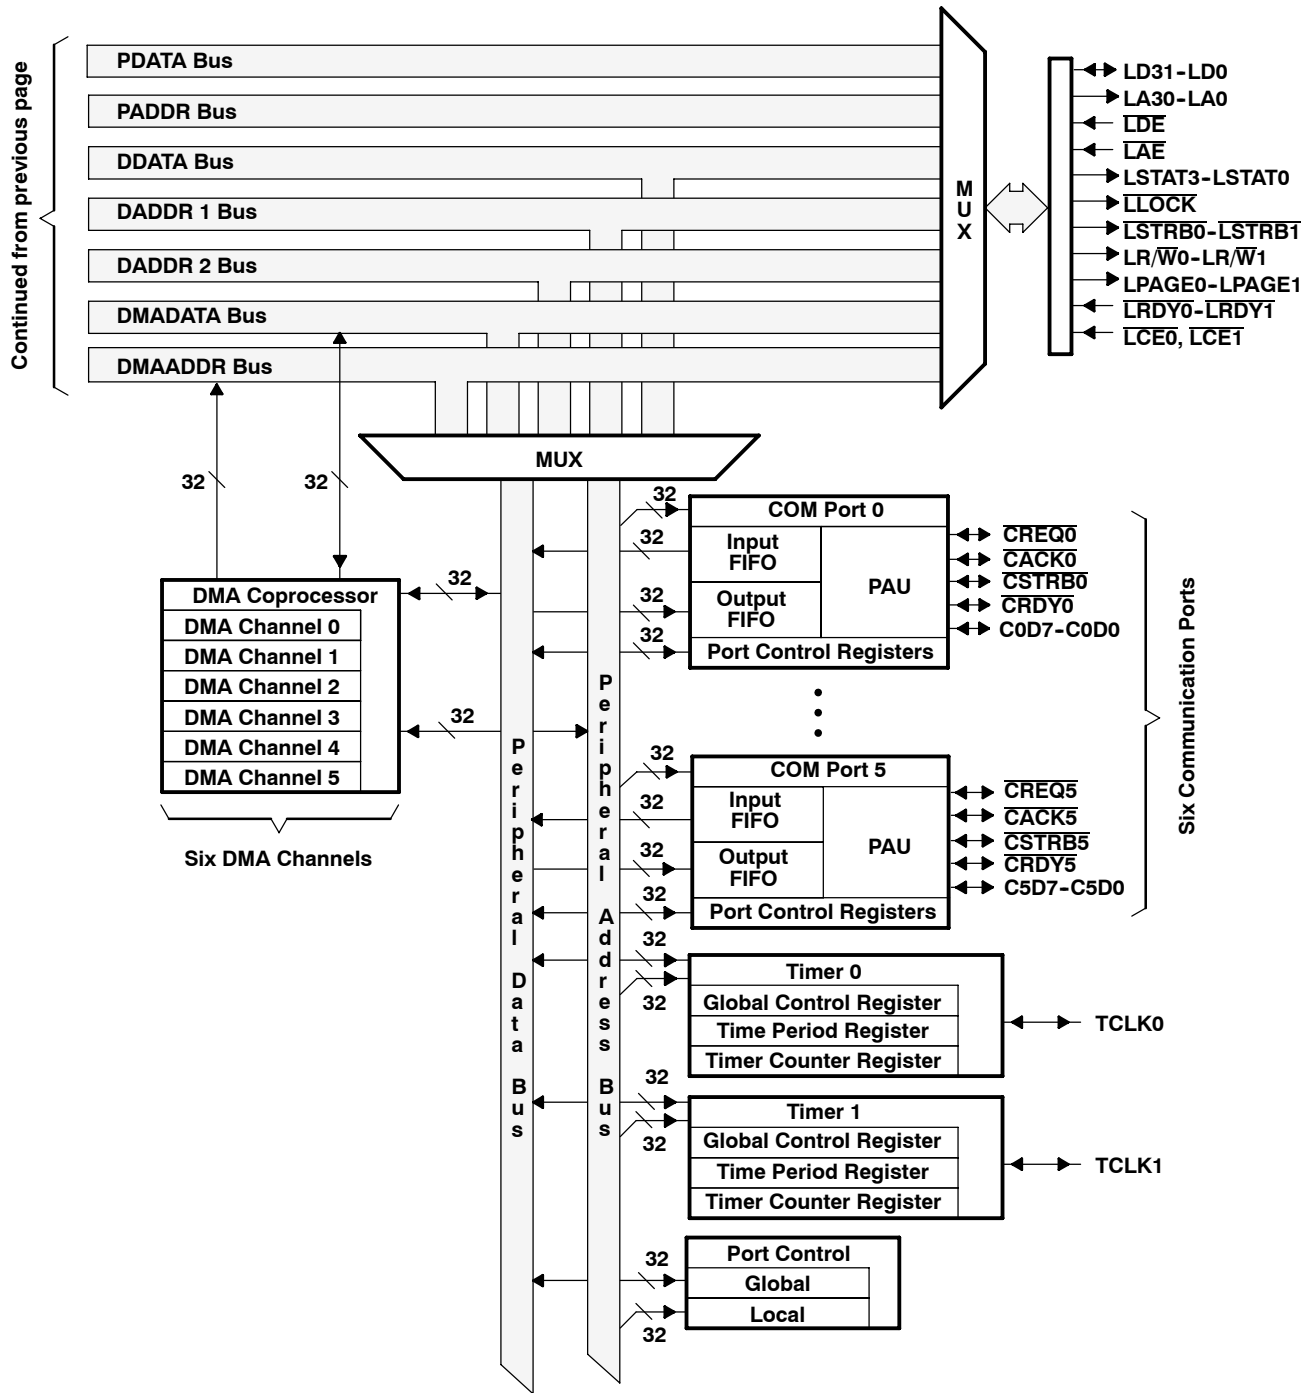 Continued from previous page
PDATA Bus
PADDR Bus
DDATA Bus
DADDR 1 Bus
DADDR 2 Bus
DMADATA Bus
DMAADDR Bus
MUX
LD31-LD0
LA30-LA0
LDE
LAE
LSTAT3-LSTAT0
LLOCK
LSTRB0-LSTRB1
LR/W0-LR/W1
LPAGE0-LPAGE1
LRDY0-LRDY1
LCE0, LCE1
MUX
32
32
DMA Coprocessor
DMA Channel 0
DMA Channel 1
DMA Channel 2
DMA Channel 3
DMA Channel 4
DMA Channel 5
Six DMA Channels
32
32
Peripheral Data Bus
Peripheral Address Bus
32
32
32
32
COM Port 0
Input
FIFO
Output
FIFO
PAU
Port Control Registers
CREQ0
CACK0
CSTRB0
CRDY0
C0D7-C0D0
32
32
32
32
COM Port 5
Input
FIFO
Output
FIFO
PAU
Port Control Registers
CREQ5
CACK5
CSTRB5
CRDY5
C5D7-C5D0
Six Communication Ports
32
32
Timer 0
Global Control Register
Time Period Register
Timer Counter Register
TCLK0
32
32
Timer 1
Global Control Register
Time Period Register
Timer Counter Register
TCLK1
32
32
Port Control
Global
Local